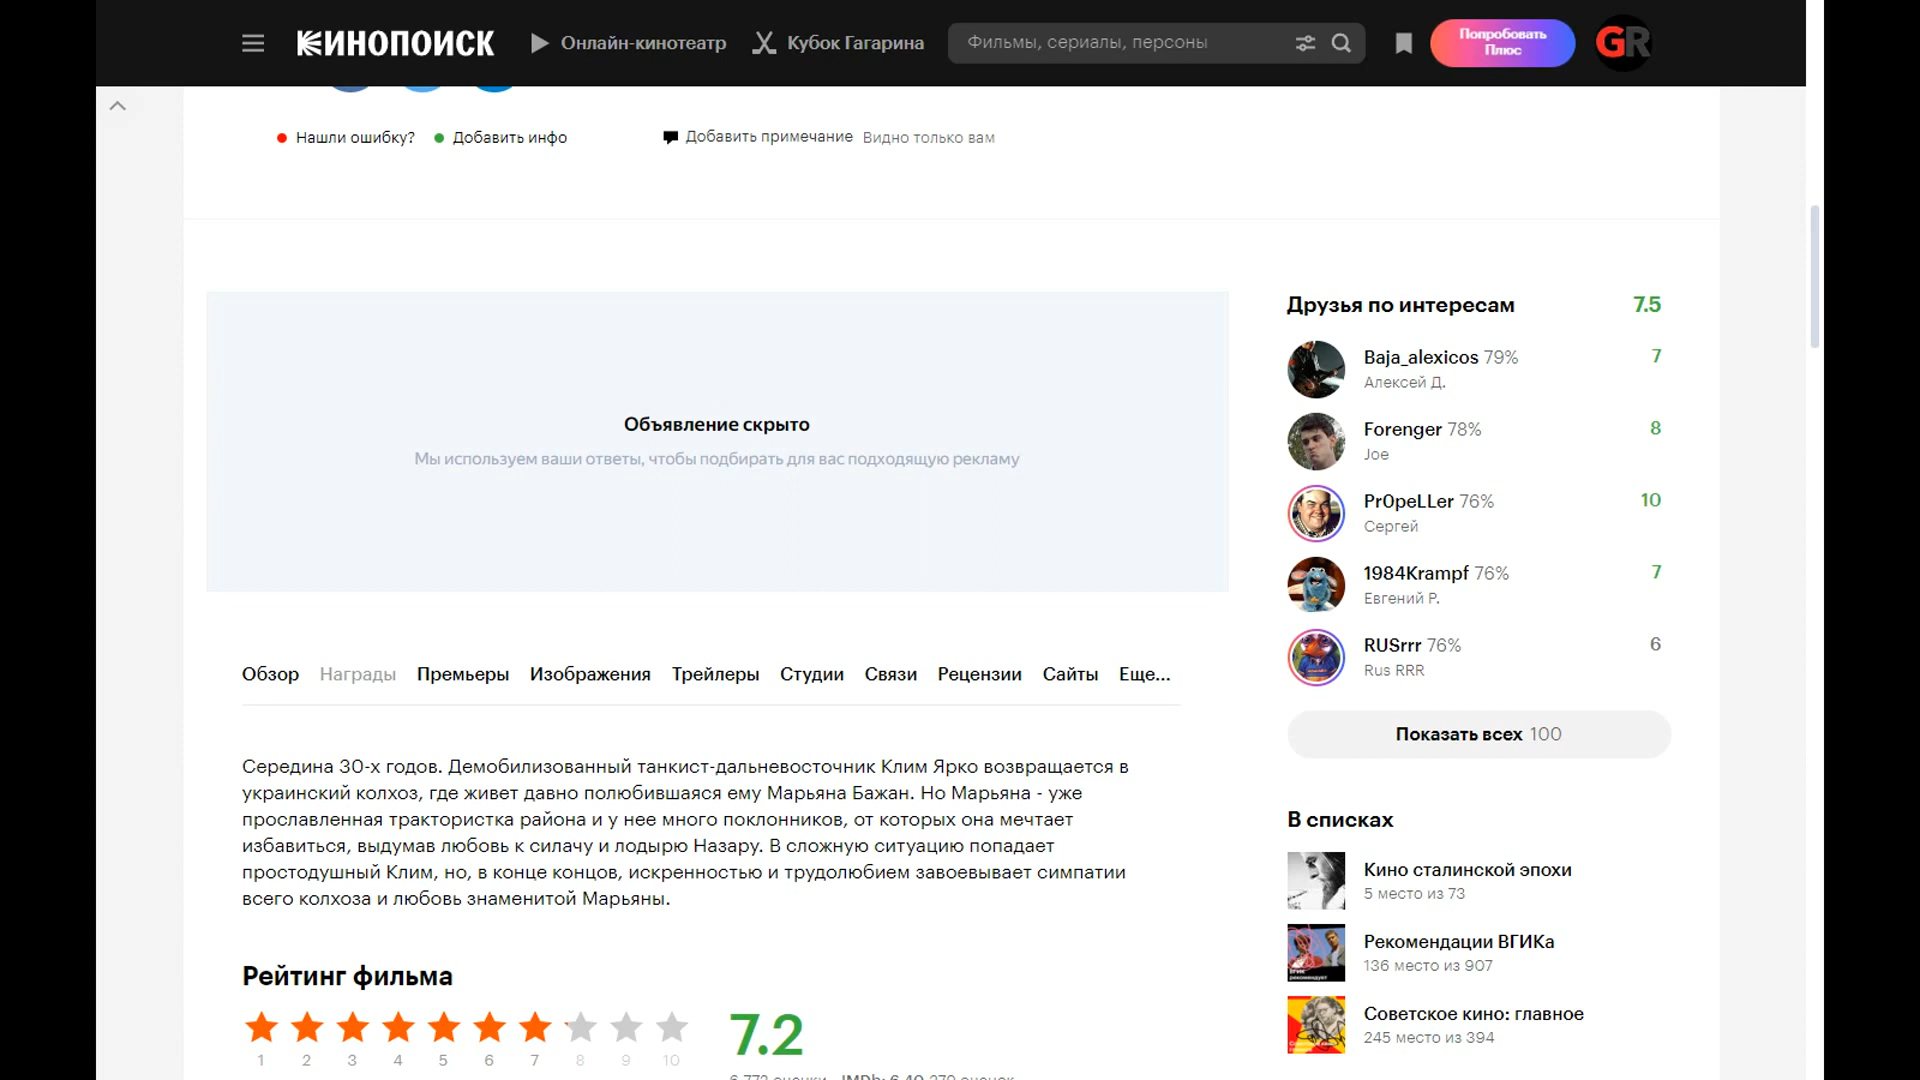 КИНОПОИСК
Онлайн-кинотеатр
Кубок Гагарина
Фильмы, сериалы, персоны
Попробовать
Плюс
GR
Нашли ошибку?
Добавить инфо
Добавить примечание
Видно только вам
Объявление скрыто
Мы используем ваши ответы, чтобы подбирать для вас подходящую рекламу
Обзор Награды Премьеры Изображения Трейлеры Студии Связи Рецензии Сайты Еще...
Середина 30-х годов. Демобилизованный танкист-дальневосточник Клим Ярко возвращается в
украинский колхоз, где живет давно полюбившаяся ему Марьяна Бажан. Но Марьяна - уже
прославленная трактористка района и у нее много поклонников, от которых она мечтает
избавиться, выдумав любовь к силачу и лодырю Назару. В сложную ситуацию попадает
простодушный Клим, но, в конце концов, искренностью и трудолюбием завоевывает симпатии
всего колхоза и любовь знаменитой Марьяны.
Рейтинг фильма
1 2 3 4 5 6 7 8 9 10
7.2
Друзья по интересам 7.5
Baja_alexicos 79% 7
Алексей Д.
Forenger 78% 8
Joe
Pr0peLLer 76% 10
Сергей
1984Krampf 76% 7
Евгений Р.
RUSrrr 76% 6
Rus RRR
Показать всех 100
В списках
Кино сталинской эпохи
5 место из 73
Рекомендации ВГИКа
136 место из 907
Советское кино: главное
245 место из 394